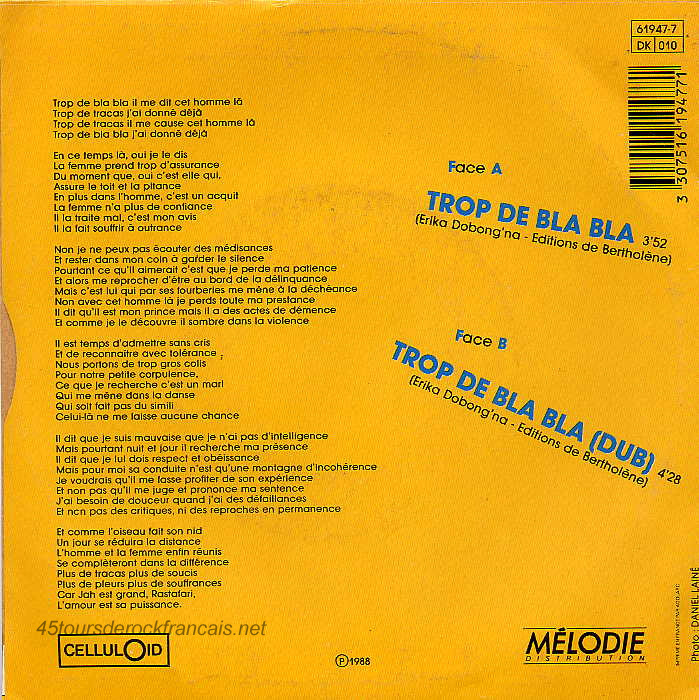 61947-7
DK 010
3 307516 194771
Trop de bla bla il me dit cet homme là
Trop de tracas j'ai donné déjà
Trop de tracas il me cause cet homme là
Trop de bla bla j'ai donné déjà
En ce temps là, oui je le dis
La femme prend trop d'assurance
Du moment que, oui c'est elle qui,
Assure le toit et la pitance
En plus dans l'homme, c'est un acquit
La femme n'a plus de confiance
Il la traite mal, c'est mon avis
Il la fait souffrir à outrance
Non je ne peux pas écouter des médisances
Et rester dans mon coin à garder le silence
Pourtant ce qu'il aimerait c'est que je perde ma patience
Et alors me reprocher d'être au bord de la délinquance
Mais c'est lui qui par ses fourberies me mène à la déchéance
Non avec cet homme là je perds toute ma prestance
Il dit qu'il est mon prince mais il a des actes de démence
Et comme je le découvre il sombre dans la violence
Il est temps d'admettre sans cris
Et de reconnaitre avec tolérance ;
Nous portons de trop gros colis
Pour notre petite corpulence,
Ce que je recherche c'est un mari
Qui me mène dans la danse
Qui soit fait pas du simili
Celui-là ne me laisse aucune chance
Il dit que je suis mauvaise que je n'ai pas d'intelligence
Mais pourtant nuit et jour il recherche ma présence
Il dit que je lui dois respect et obéissance
Mais pour moi sa conduite n'est qu'une montagne d'incohérence
Je voudrais qu'il me fasse profiter de son expérience
Et non pas qu'il me juge et prononce ma sentence
J'ai besoin de douceur quand j'ai des défaillances
Et non pas des critiques, ni des reproches en permanence
Et comme l'oiseau fait son nid
Un jour se réduira la distance
L'homme et la femme enfin réunis
Se complèteront dans la différence
Plus de tracas plus de soucis
Plus de pleurs plus de souffrances
Car Jah est grand, Rastafari,
L'amour est sa puissance.
Face A
TROP DE BLA BLA 3'52
(Erika Dobong'na - Editions de Bertholène)
Face B
TROP DE BLA BLA (DUB) 4'28
(Erika Dobong'na - Editions de Bertholène)
45toursderockfrancais.net
CELLULOID
Ⓟ 1988
MÉLODIE
DISTRIBUTION
Photo : DANIEL LAINÉ